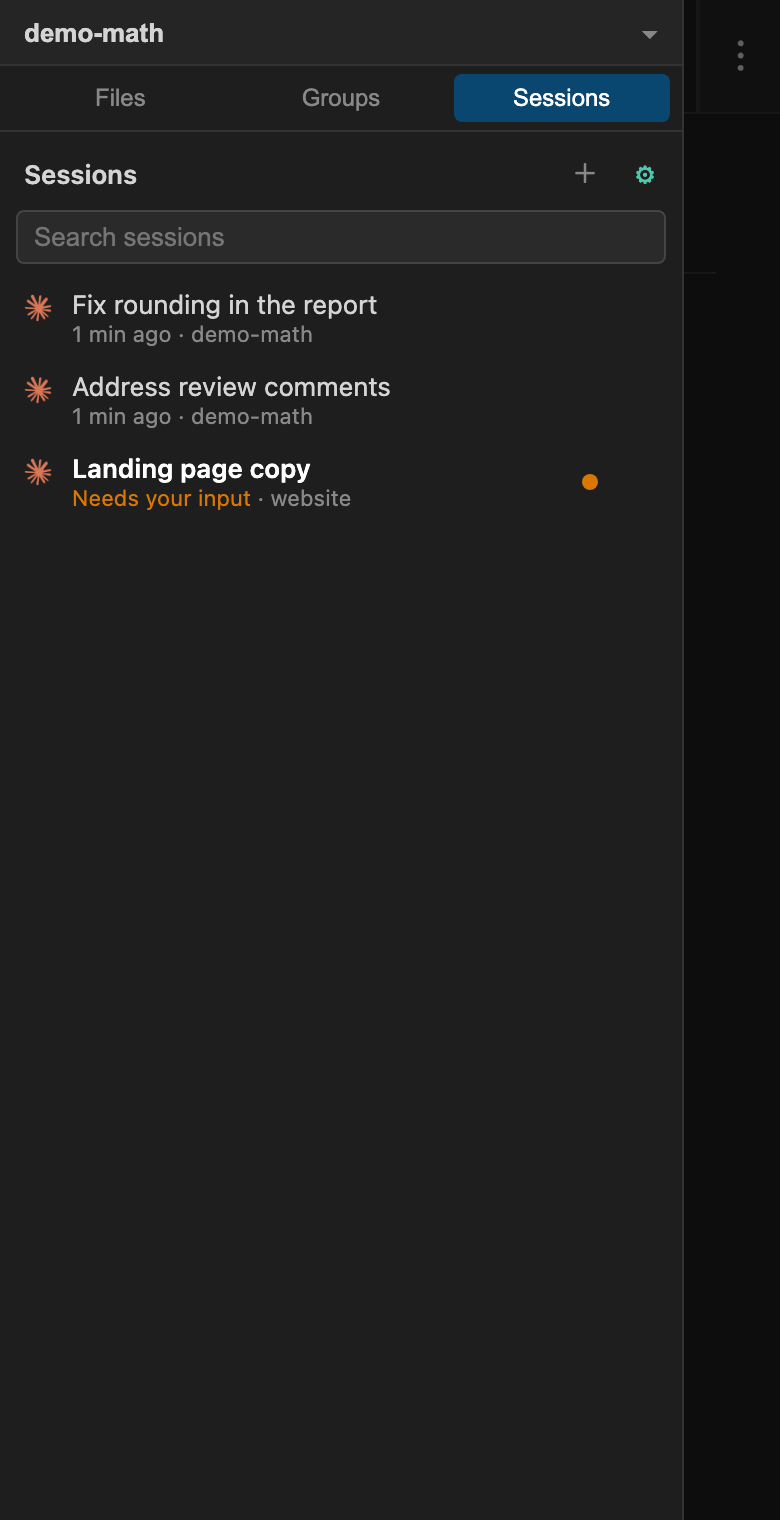 demo-math
Files Groups Sessions
Sessions
Search sessions
Fix rounding in the report
1 min ago · demo-math
Address review comments
1 min ago · demo-math
Landing page copy
Needs your input · website